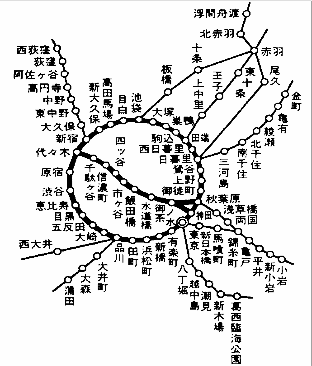 浮間舟渡
北赤羽
赤羽
十条
東十条
王子
上中里
尾久
板橋
池袋
目白
高田馬場
新大久保
西荻窪
荻窪
阿佐ヶ谷
高円寺
中野
東中野
大久保
新宿
代々木
原宿
渋谷
恵比寿
目黒
五反田
大崎
西大井
大塚
巣鴨
駒込
田端
西日暮里
日暮里
鶯谷
上野
御徒町
秋葉原
神田
三河島
南千住
北千住
綾瀬
亀有
金町
四ッ谷
千駄ヶ谷
信濃町
市ヶ谷
飯田橋
水道橋
御茶ノ水
浅草橋
両国
錦糸町
亀戸
平井
新小岩
小岩
東京
新日本橋
馬喰町
有楽町
新橋
浜松町
田町
品川
大井町
大森
蒲田
八丁堀
越中島
潮見
新木場
葛西臨海公園